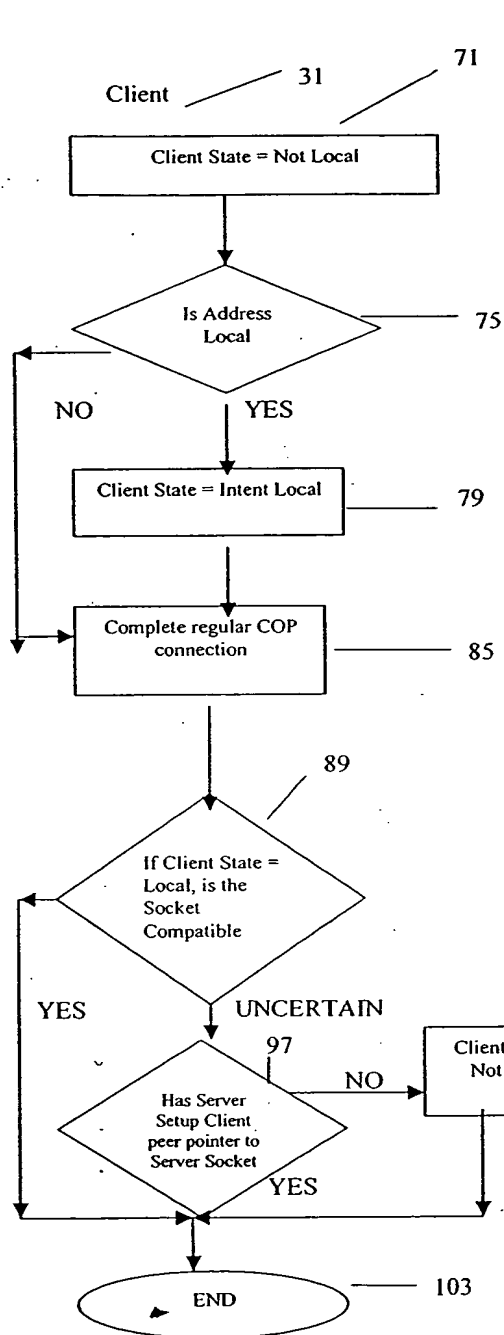 Client
31
71
Client State = Not Local
Is Address
Local
75
NO
YES
Client State = Intent Local
79
Complete regular COP
connection
85
89
If Client State =
Local, is the
Socket
Compatible
YES
UNCERTAIN
97
Has Server
Setup Client
peer pointer to
Server Socket
NO
Client
Not
YES
END
103